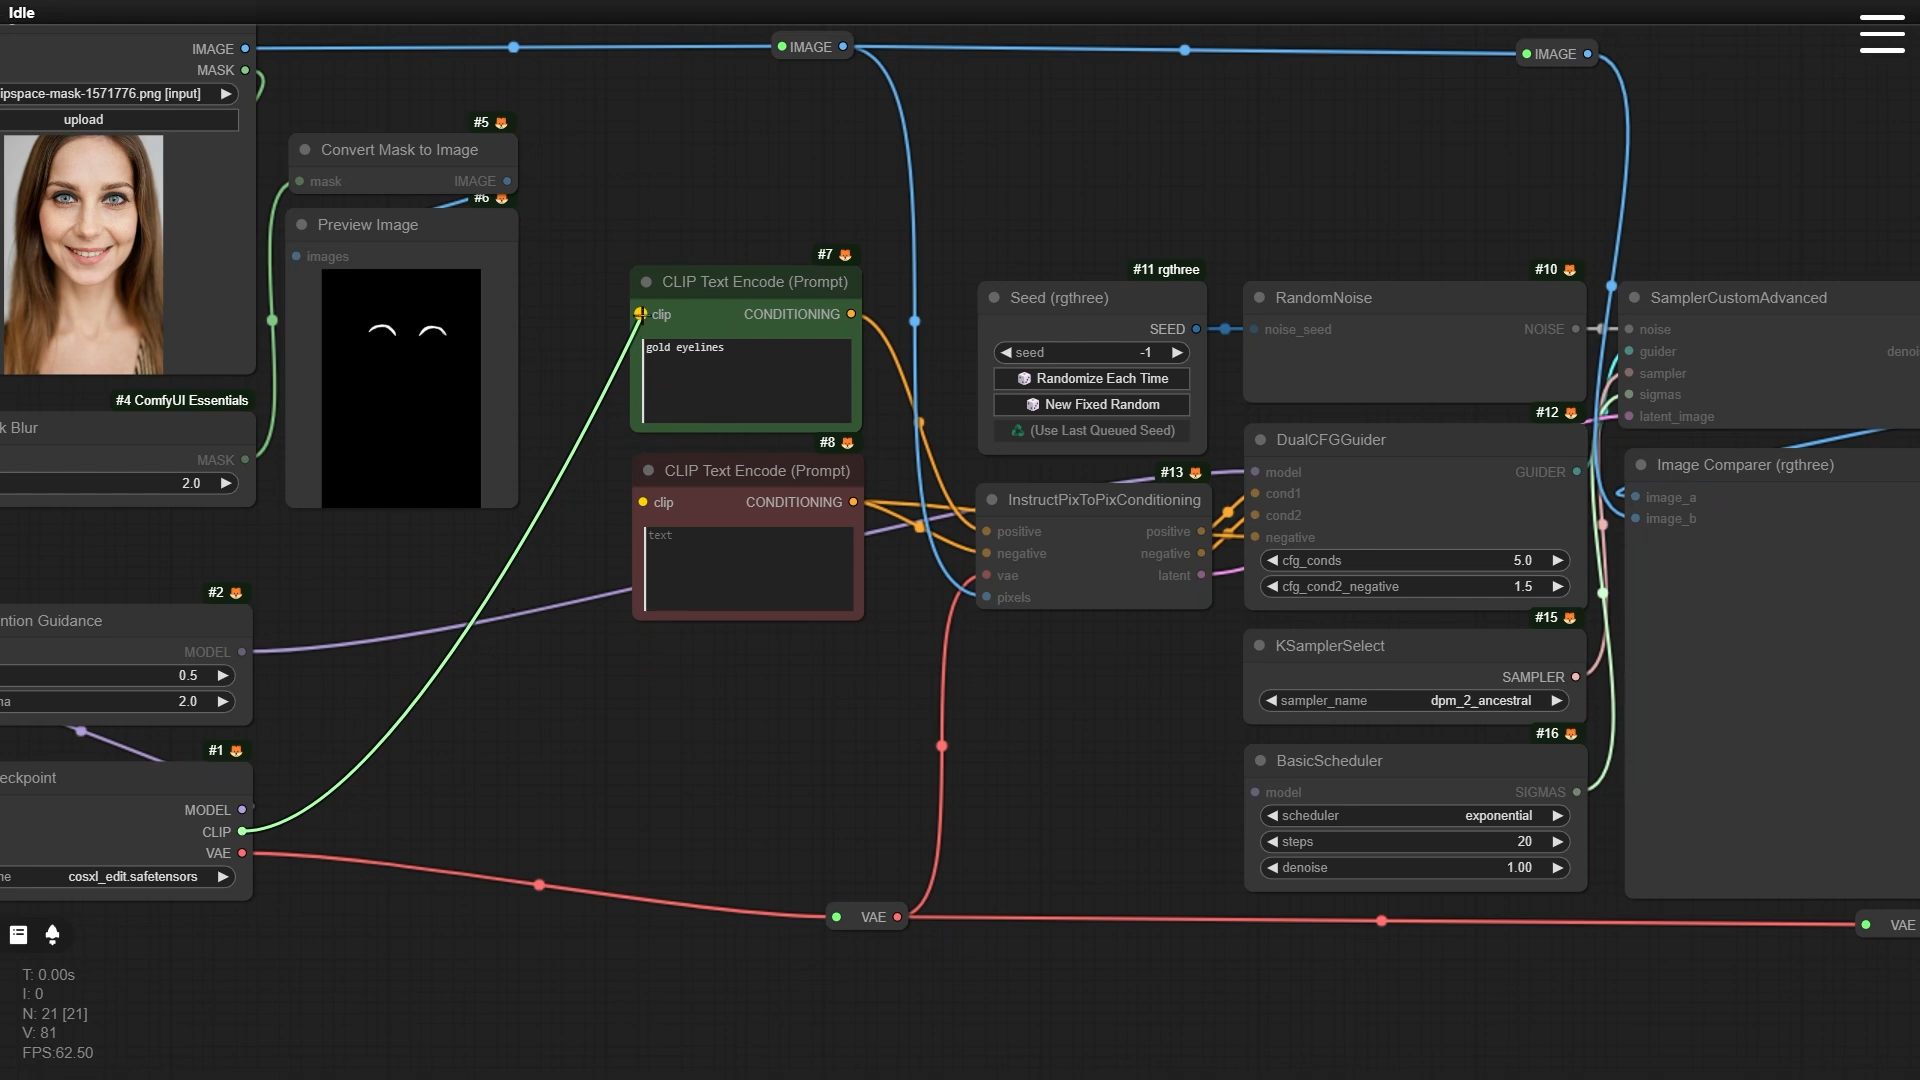 Idle
IMAGE
MASK
ipspace-mask-1571776.png [input]
upload
IMAGE
IMAGE
#5
Convert Mask to Image
mask IMAGE
#6
Preview Image
images
#4 ComfyUI Essentials
k Blur
MASK
2.0
#2
ntion Guidance
MODEL
0.5
na 2.0
#1
eckpoint
MODEL
CLIP
VAE
ne cosxl_edit.safetensors
#7
CLIP Text Encode (Prompt)
clip CONDITIONING
gold eyelines
#8
CLIP Text Encode (Prompt)
clip CONDITIONING
text
#11 rgthree
Seed (rgthree)
SEED
seed -1
Randomize Each Time
New Fixed Random
(Use Last Queued Seed)
#13
InstructPixToPixConditioning
positive positive
negative negative
vae latent
pixels
#10
RandomNoise
noise_seed NOISE
#12
DualCFGGuider
model GUIDER
cond1
cond2
negative
cfg_conds 5.0
cfg_cond2_negative 1.5
#15
KSamplerSelect
SAMPLER
sampler_name dpm_2_ancestral
#16
BasicScheduler
model SIGMAS
scheduler exponential
steps 20
denoise 1.00
SamplerCustomAdvanced
noise
guider denoi
sampler
sigmas
latent_image
Image Comparer (rgthree)
image_a
image_b
VAE
VAE
T: 0.00s
I: 0
N: 21 [21]
V: 81
FPS:62.50